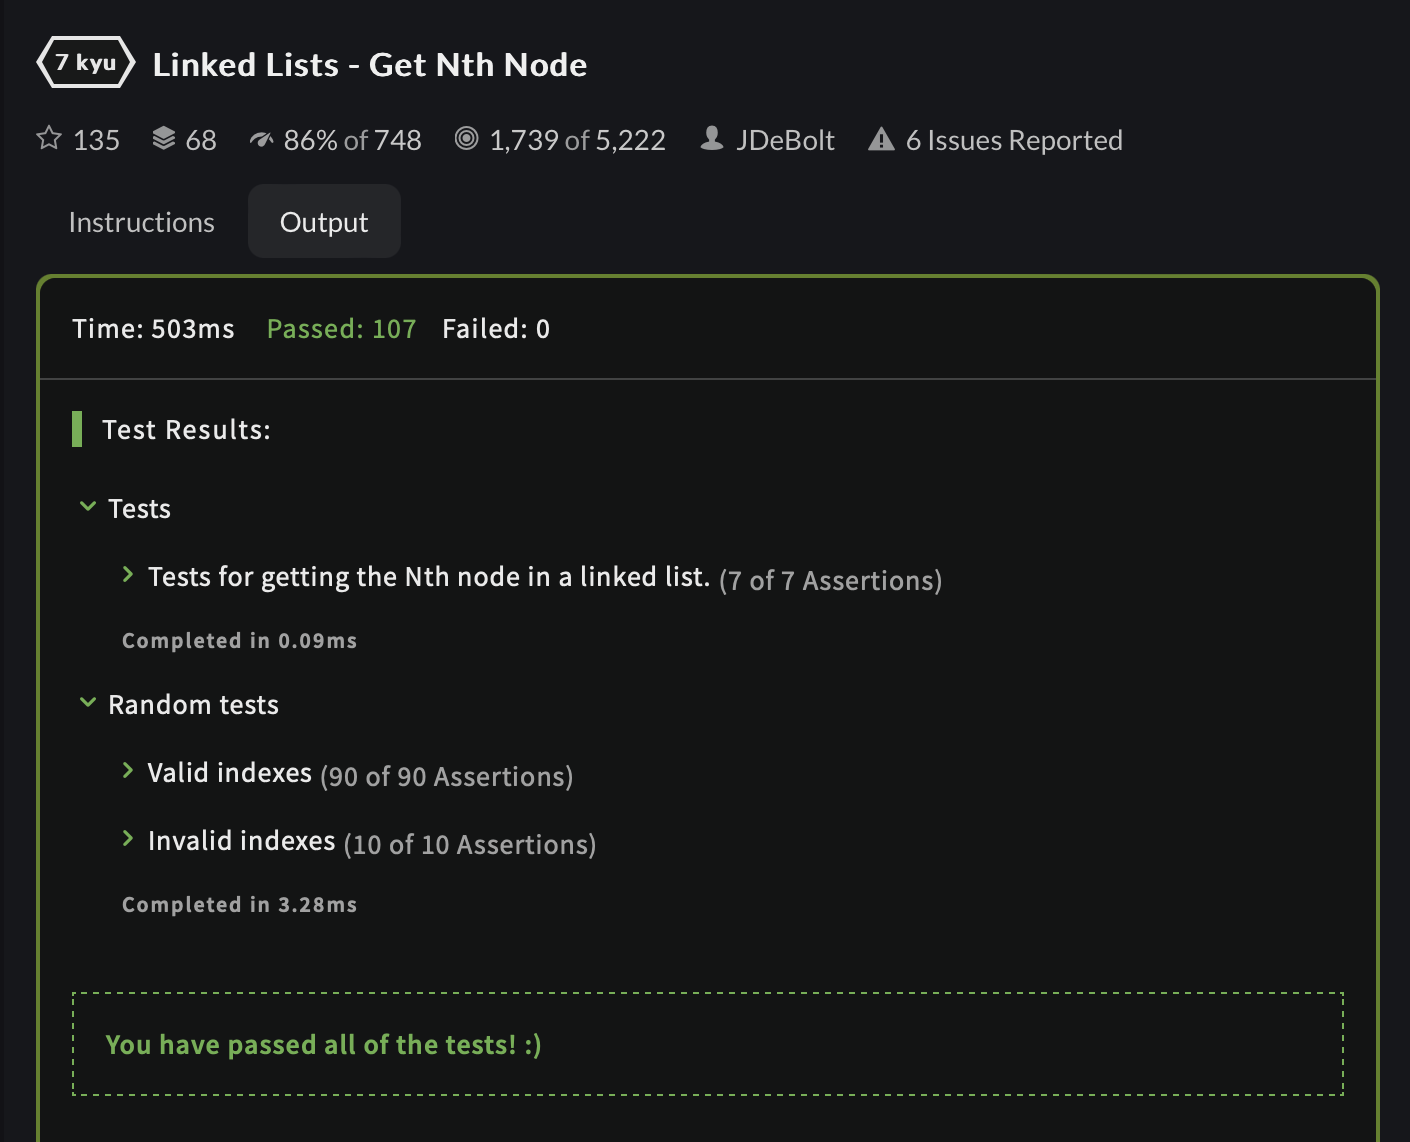 7 kyu Linked Lists - Get Nth Node
135 68 86% of 748 1,739 of 5,222 JDeBolt 6 Issues Reported
Instructions Output
Time: 503ms Passed: 107 Failed: 0
Test Results:
Tests
Tests for getting the Nth node in a linked list. (7 of 7 Assertions)
Completed in 0.09ms
Random tests
Valid indexes (90 of 90 Assertions)
Invalid indexes (10 of 10 Assertions)
Completed in 3.28ms
You have passed all of the tests! :)